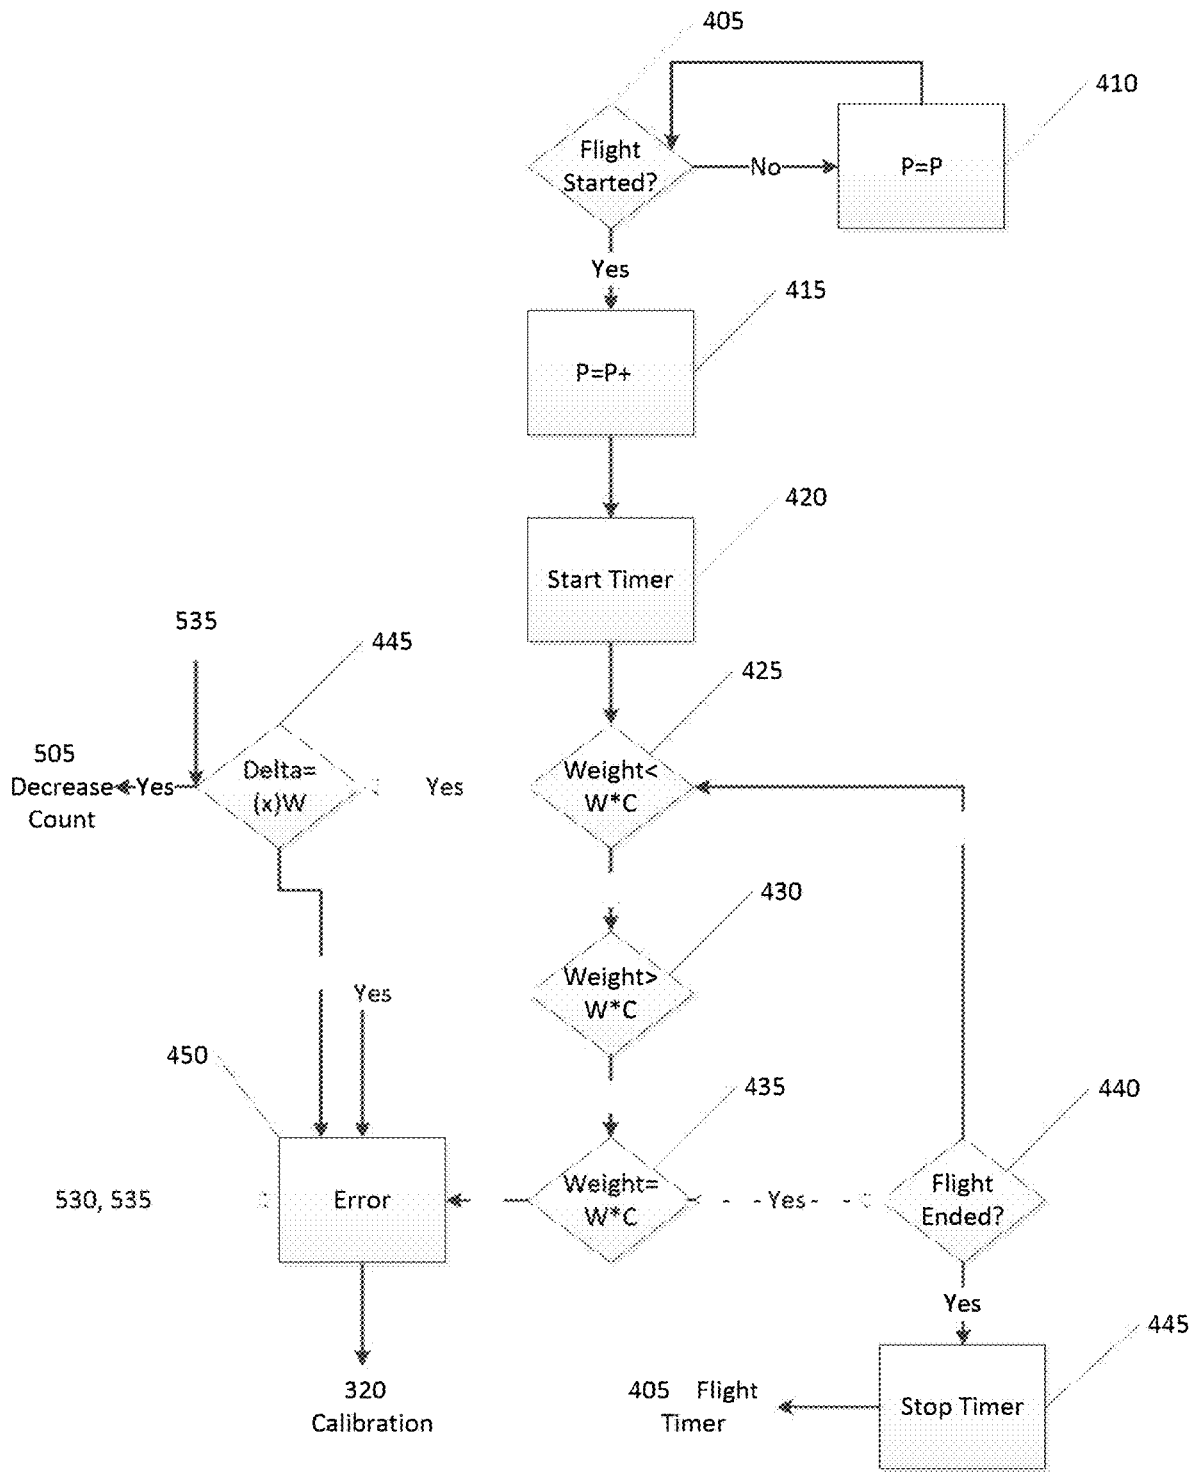 405
410
Flight
Started?
No
P=P
Yes
415
P=P+
420
Start Timer
535
445
425
505
Decrease
Count
Yes
Delta=
(x)W
Yes
Weight<
W*C
430
Weight>
W*C
Yes
450
435
440
530, 535
Error
Weight=
W*C
Yes
Flight
Ended?
Yes
445
320
Calibration
405 Flight
Timer
Stop Timer